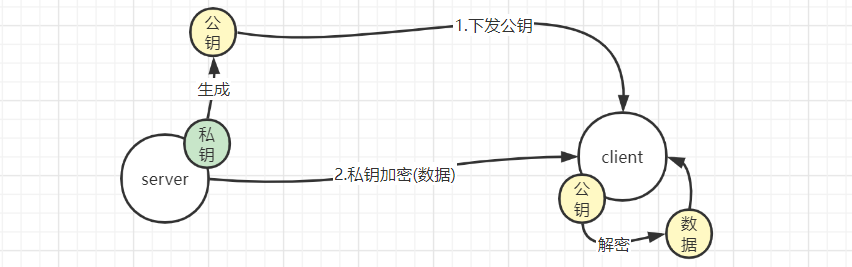 公
钥
1.下发公钥
生成
私
钥
server
2.私钥加密(数据)
client
公
钥
解密
数
据